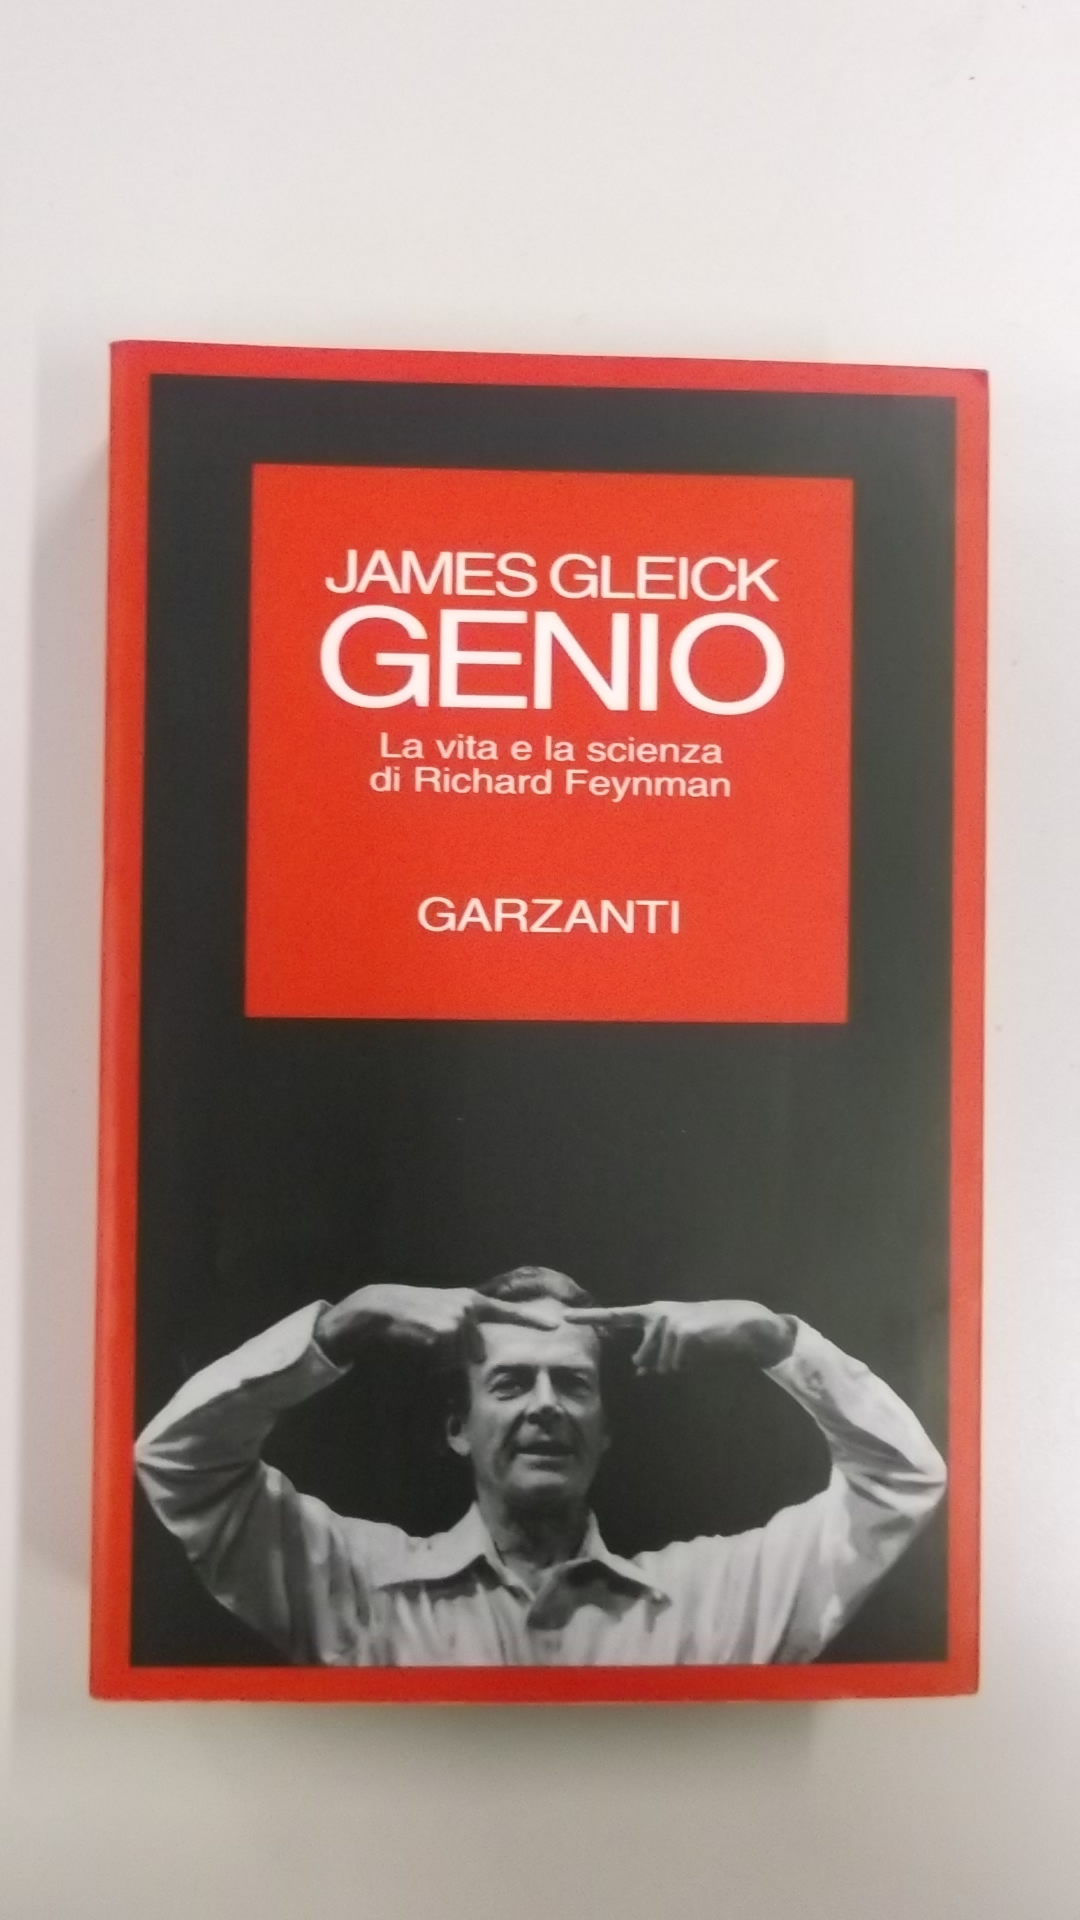 JAMES GLEICK
GENIO
La vita e la scienza
di Richard Feynman
GARZANTI